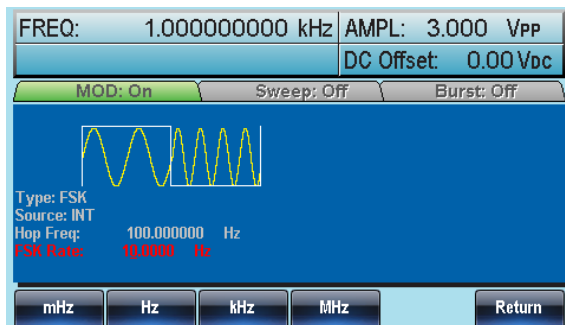 FREQ: 1.000000000 kHz AMPL: 3.000 VPP
DC Offset: 0.00 VDC
MOD: On Sweep: Off Burst: Off
Type: FSK
Source: INT
Hop Freq: 100.000000 Hz
FSK Rate: 10.0000 Hz
mHz Hz kHz MHz Return